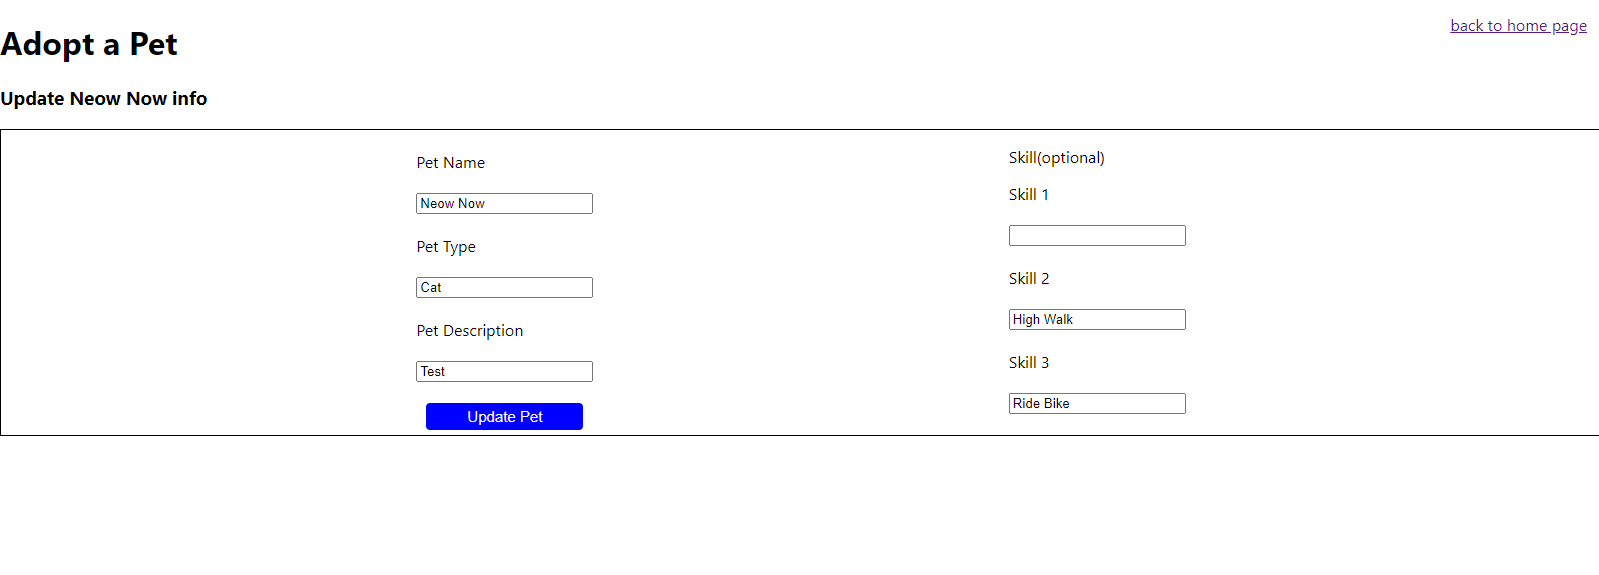 back to home page
Adopt a Pet
Update Neow Now info
Pet Name
Neow Now
Pet Type
Cat
Pet Description
Test
Update Pet
Skill(optional)
Skill 1
Skill 2
High Walk
Skill 3
Ride Bike